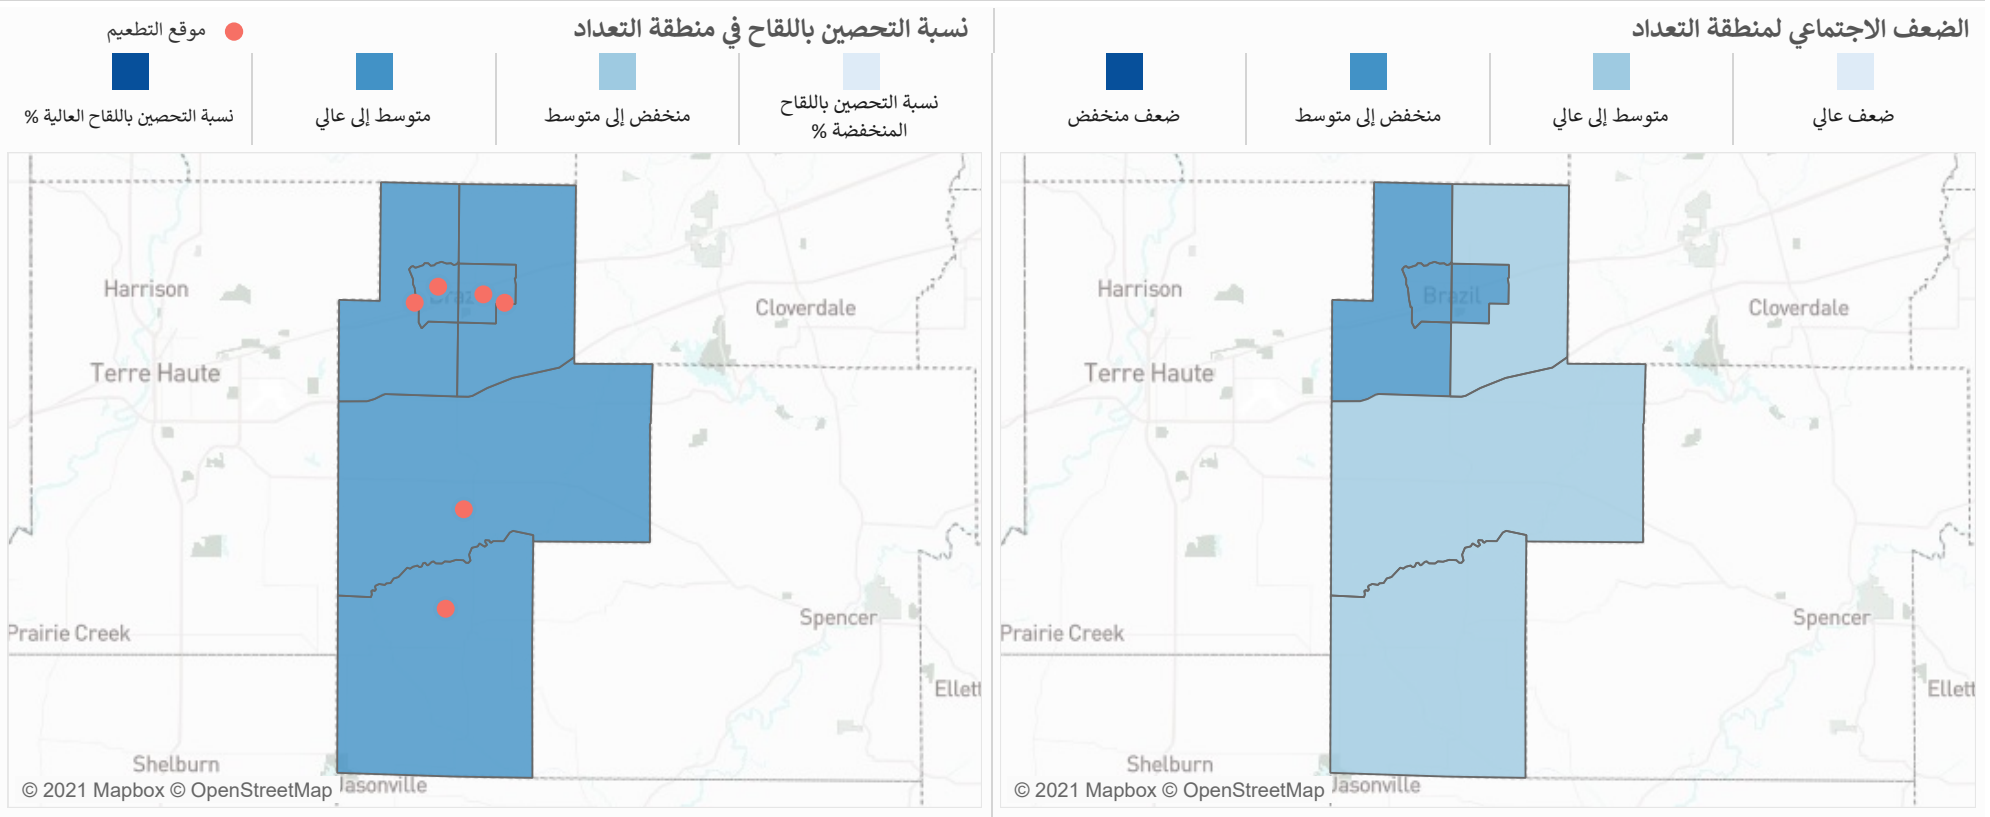 الضعف الاجتماعي لمنطقة التعداد
ضعف عالي
متوسط إلى عالي
منخفض إلى متوسط
ضعف منخفض
Harrison
Brazil
Cloverdale
Terre Haute
Spencer
Prairie Creek
Ellett
Shelburn
Jasonville
© 2021 Mapbox © OpenStreetMap
نسبة التحصين باللقاح في منطقة التعداد
موقع التطعيم
نسبة التحصين باللقاح
المنخفضة %
منخفض إلى متوسط
متوسط إلى عالي
نسبة التحصين باللقاح العالية %
Harrison
Braz
Cloverdale
Terre Haute
Spencer
Prairie Creek
Ellett
Shelburn
Jasonville
© 2021 Mapbox © OpenStreetMap